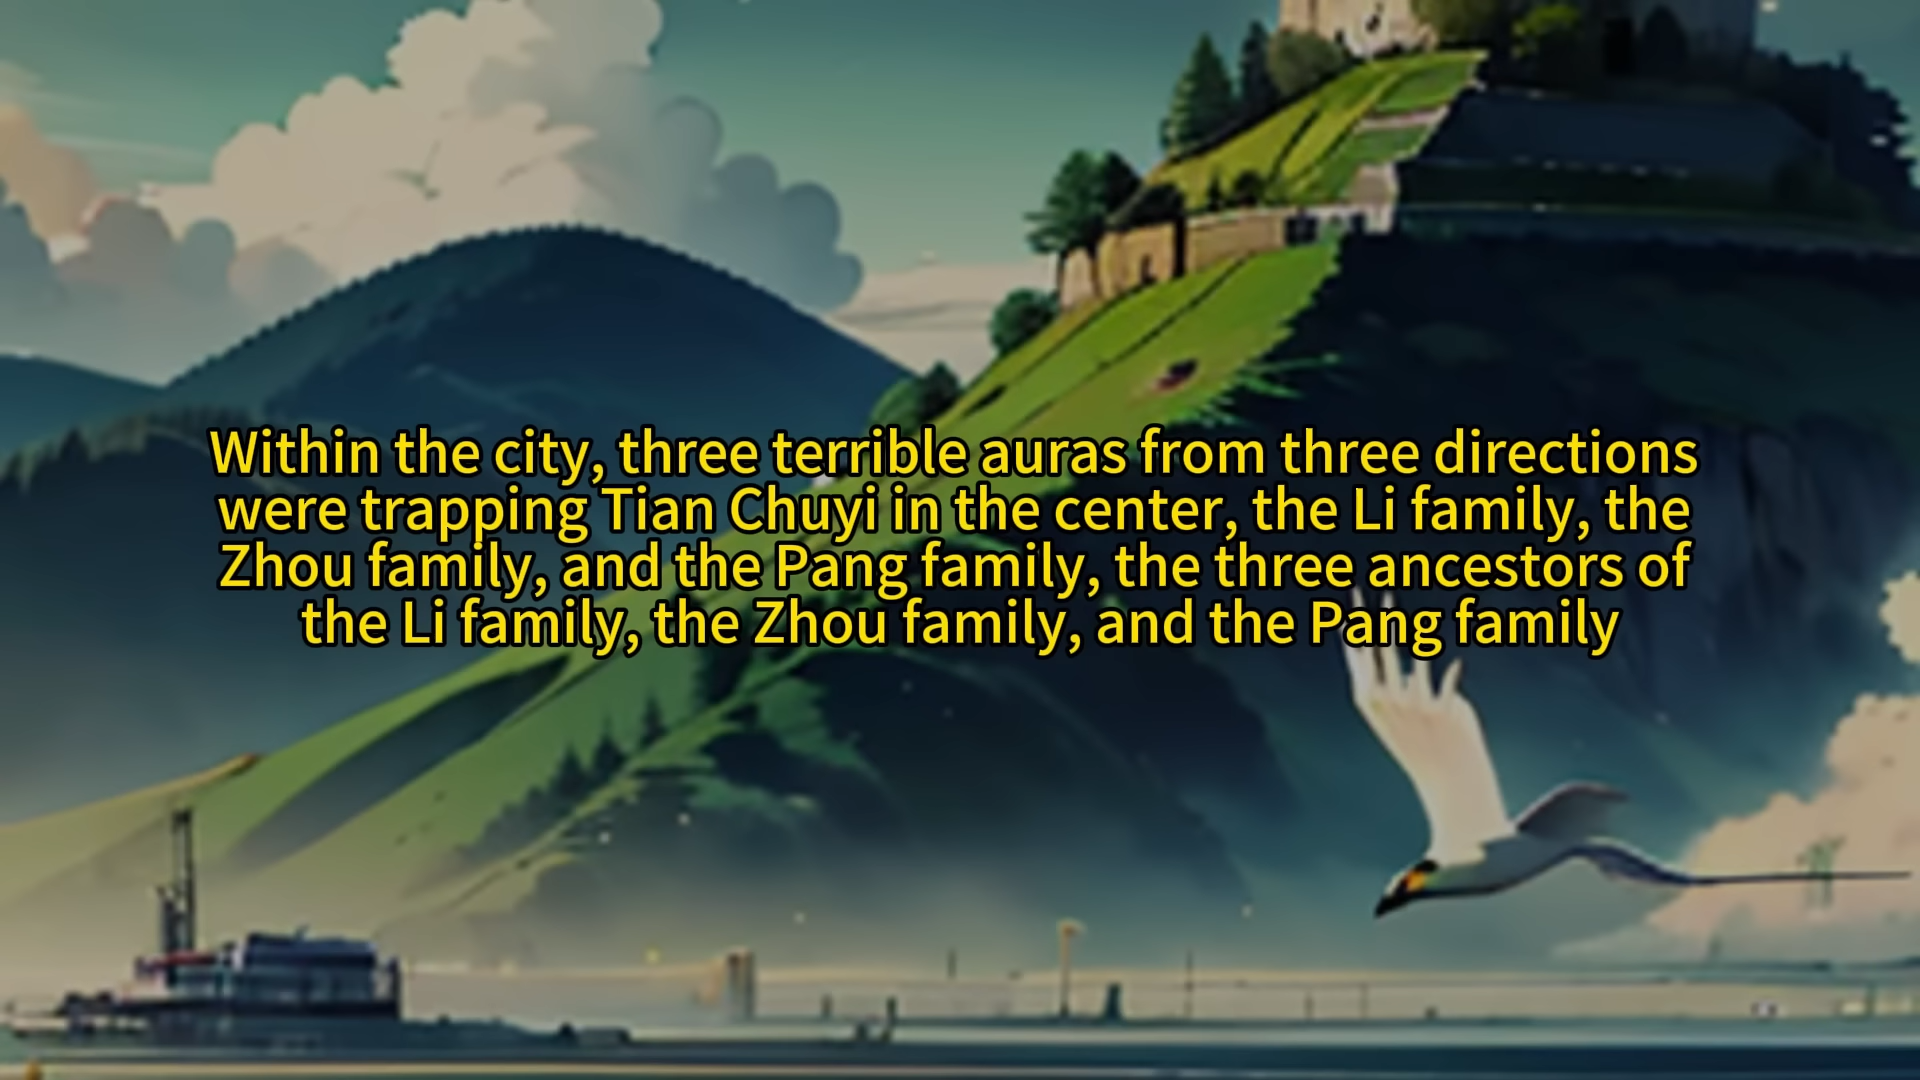 Within the city, three terrible auras from three directions
were trapping Tian Chuyi in the center, the Li family, the
Zhou family, and the Pang family, the three ancestors of
the Li family, the Zhou family, and the Pang family